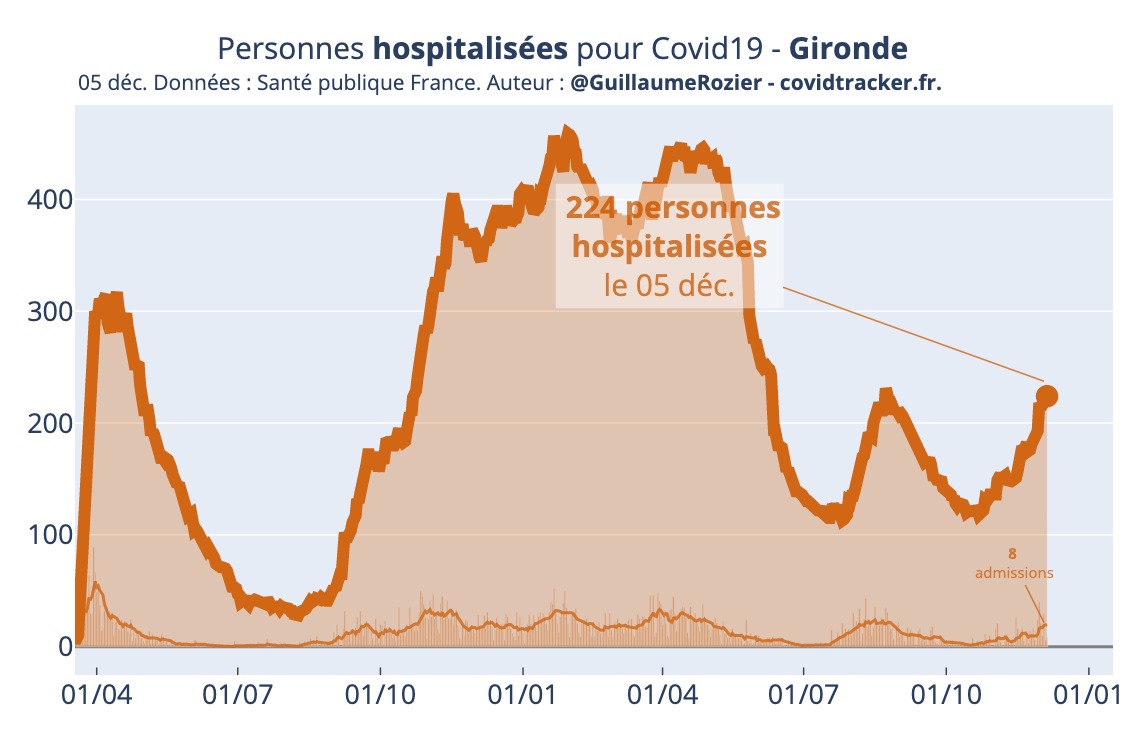 Personnes hospitalisées pour Covid19 - Gironde
05 déc. Données : Santé publique France. Auteur : @GuillaumeRozier - covidtracker.fr.
400
300
200
100
0
224 personnes
hospitalisées
le 05 déc.
8
admissions
01/04 01/07 01/10 01/01 01/04 01/07 01/10 01/01